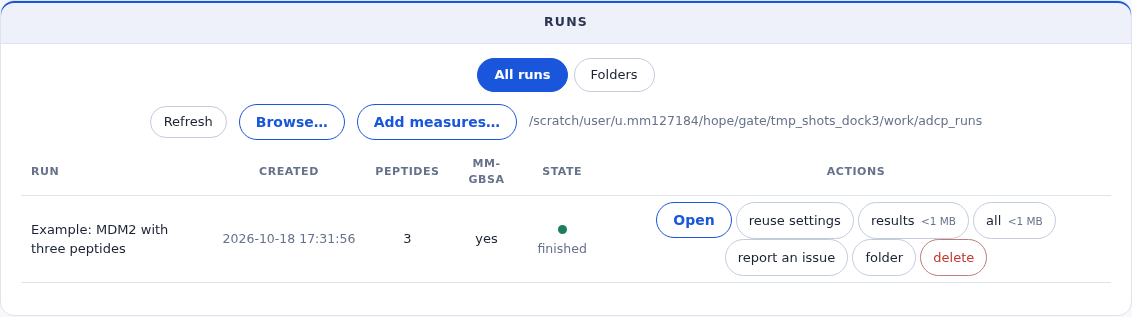 RUNS
All runs Folders
Refresh Browse... Add measures... /scratch/user/u.mm127184/hope/gate/tmp_shots_dock3/work/adcp_runs
RUN CREATED PEPTIDES MM-GBSA STATE ACTIONS
Example: MDM2 with three peptides 2026-10-18 17:31:56 3 yes finished
Open reuse settings results <1 MB all <1 MB
report an issue folder delete